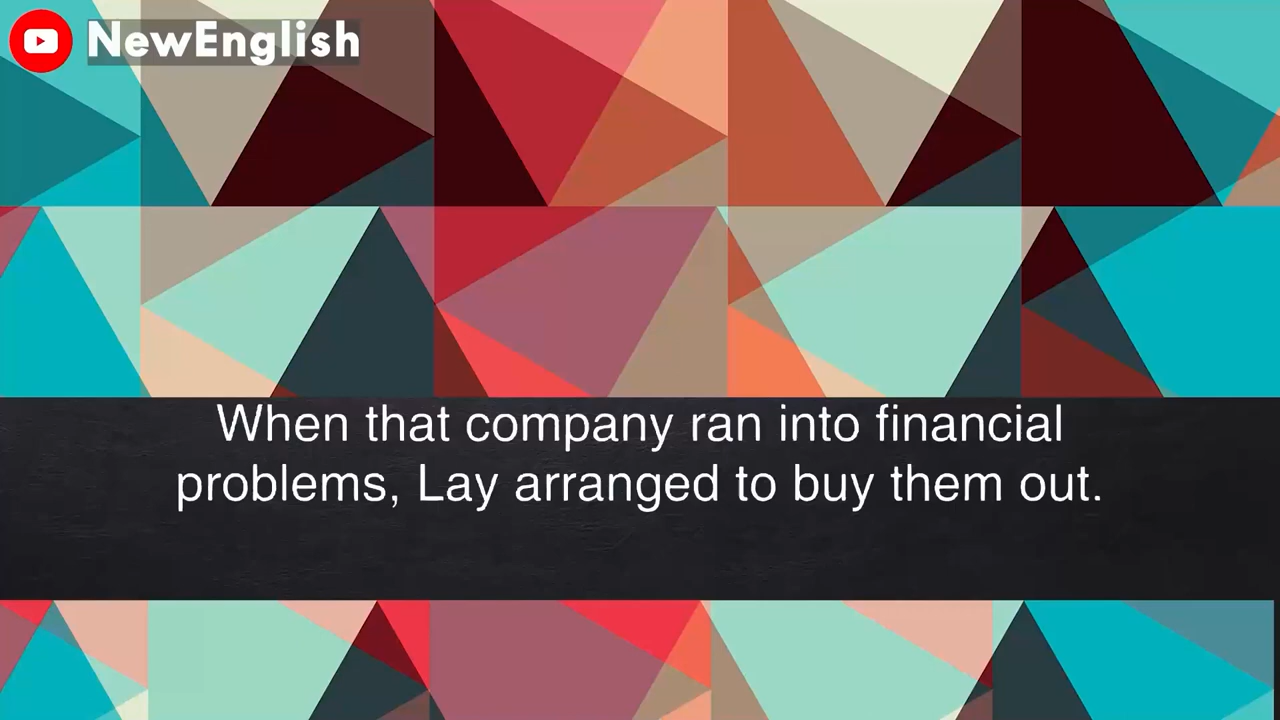 NewEnglish
When that company ran into financial
problems, Lay arranged to buy them out.